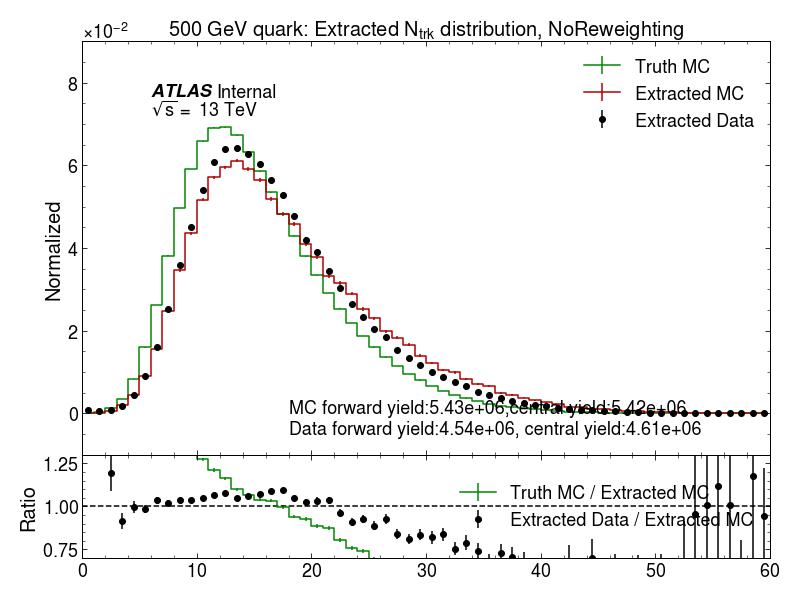 ×10⁻² 500 GeV quark: Extracted Nₜᵣₖ distribution, NoReweighting
ATLAS Internal
√s = 13 TeV
Truth MC
Extracted MC
Extracted Data
Normalized
8
6
4
2
0
MC forward yield:5.43e+06,central yield:5.42e+06
Data forward yield:4.54e+06, central yield:4.61e+06
Ratio
1.25
1.00
0.75
Truth MC / Extracted MC
Extracted Data / Extracted MC
0 10 20 30 40 50 60